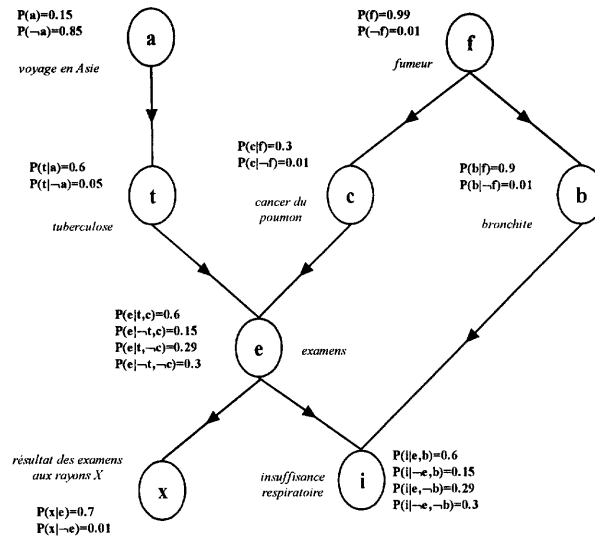 P(a)=0.15
P(¬a)=0.85
a
voyage en Asie
P(f)=0.99
P(¬f)=0.01
f
fumeur
P(t|a)=0.6
P(t|¬a)=0.05
t
tuberculose
P(c|f)=0.3
P(c|¬f)=0.01
c
cancer du
poumon
P(b|f)=0.9
P(b|¬f)=0.01
b
bronchite
P(e|t,c)=0.6
P(e|¬t,c)=0.15
P(e|t,¬c)=0.29
P(e|¬t,¬c)=0.3
e
examens
résultat des examens
aux rayons X
x
P(x|e)=0.7
P(x|¬e)=0.01
insuffisance
respiratoire
i
P(i|e,b)=0.6
P(i|¬e,b)=0.15
P(i|e,¬b)=0.29
P(i|¬e,¬b)=0.3